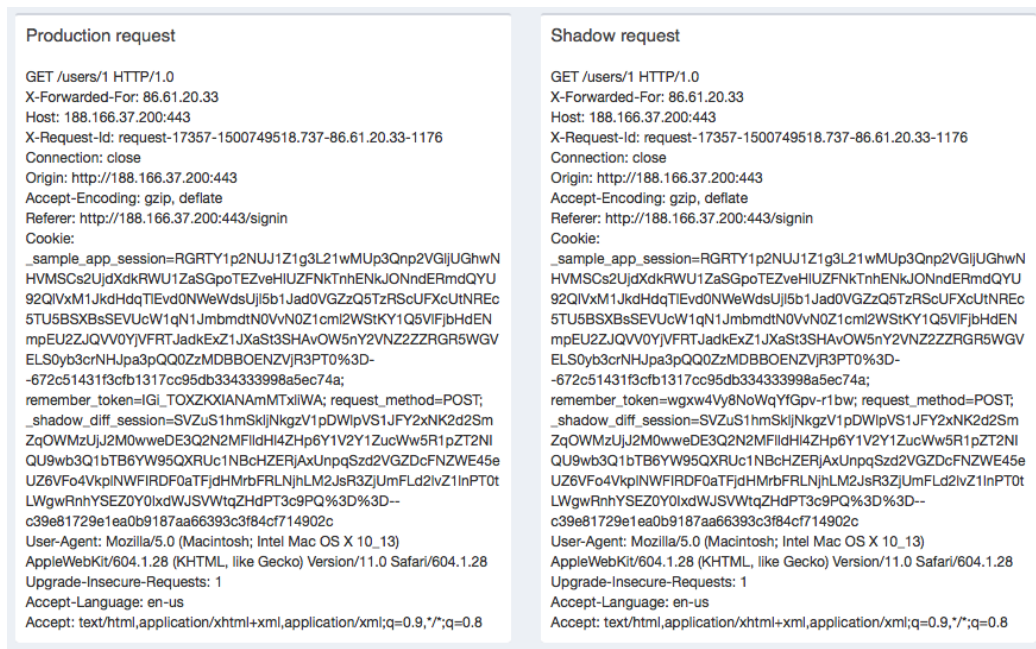 Production request
GET /users/1 HTTP/1.0
X-Forwarded-For: 86.61.20.33
Host: 188.166.37.200:443
X-Request-Id: request-17357-1500749518.737-86.61.20.33-1176
Connection: close
Origin: http://188.166.37.200:443
Accept-Encoding: gzip, deflate
Referer: http://188.166.37.200:443/signin
Cookie:
_sample_app_session=RGRTY1p2NUJ1Z1g3L21wMUp3Qnp2VGljUGhwN
HVMSCs2UjdXdkRWU1ZaSGpoTEZveHlUZFNkTnhENkJONndERmdQYU
92QlVxM1JkdHdqTlEvd0NWeWdsUjl5b1Jad0VGZzQ5TzRScUFXcUtNREc
5TU5BSXBsSEVUcW1qN1JmbmdtN0VvN0Z1cml2WStKY1Q5VlFjbHdEN
mpEU2ZJQVV0YjVFRTJadkExZ1JXaSt3SHAvOW5nY2VNZ2ZZRGR5WGV
ELS0yb3crNHJpa3pQQ0ZzMDBBOENZVjR3PT0%3D-
-672c51431f3cfb1317cc95db334333998a5ec74a;
remember_token=IGi_TOXZKXIANAmMTxliWA; request_method=POST;
_shadow_diff_session=SVZuS1hmSkljNkgzV1pDWlpVS1JFY2xNK2d2Sm
ZqOWMzUjJ2M0wweDE3Q2N2MFlldHl4ZHp6Y1V2Y1ZucWw5R1pZT2NI
QU9wb3Q1bTB6YW95QXRUc1NBcHZERjAxUnpqSzd2VGZDcFNZWE45e
UZ6VFo4VkplNWFIRDF0aTFjdHMrbFRLNjhLM2JsR3ZjUmFLd2lvZ1lnPT0t
LWgwRnhYSEZ0Y0lxdWJSVWtqZHdPT3c9PQ%3D%3D--
c39e81729e1ea0b9187aa66393c3f84cf714902c
User-Agent: Mozilla/5.0 (Macintosh; Intel Mac OS X 10_13)
AppleWebKit/604.1.28 (KHTML, like Gecko) Version/11.0 Safari/604.1.28
Upgrade-Insecure-Requests: 1
Accept-Language: en-us
Accept: text/html,application/xhtml+xml,application/xml;q=0.9,*/*;q=0.8
Shadow request
GET /users/1 HTTP/1.0
X-Forwarded-For: 86.61.20.33
Host: 188.166.37.200:443
X-Request-Id: request-17357-1500749518.737-86.61.20.33-1176
Connection: close
Origin: http://188.166.37.200:443
Accept-Encoding: gzip, deflate
Referer: http://188.166.37.200:443/signin
Cookie:
_sample_app_session=RGRTY1p2NUJ1Z1g3L21wMUp3Qnp2VGljUGhwN
HVMSCs2UjdXdkRWU1ZaSGpoTEZveHlUZFNkTnhENkJONndERmdQYU
92QlVxM1JkdHdqTlEvd0NWeWdsUjl5b1Jad0VGZzQ5TzRScUFXcUtNREc
5TU5BSXBsSEVUcW1qN1JmbmdtN0VvN0Z1cml2WStKY1Q5VlFjbHdEN
mpEU2ZJQVV0YjVFRTJadkExZ1JXaSt3SHAvOW5nY2VNZ2ZZRGR5WGV
ELS0yb3crNHJpa3pQQ0ZzMDBBOENZVjR3PT0%3D-
-672c51431f3cfb1317cc95db334333998a5ec74a;
remember_token=wgxw4Vy8NoWqYfGpv-r1bw; request_method=POST;
_shadow_diff_session=SVZuS1hmSkljNkgzV1pDWlpVS1JFY2xNK2d2Sm
ZqOWMzUjJ2M0wweDE3Q2N2MFlldHl4ZHp6Y1V2Y1ZucWw5R1pZT2NI
QU9wb3Q1bTB6YW95QXRUc1NBcHZERjAxUnpqSzd2VGZDcFNZWE45e
UZ6VFo4VkplNWFIRDF0aTFjdHMrbFRLNjhLM2JsR3ZjUmFLd2lvZ1lnPT0t
LWgwRnhYSEZ0Y0lxdWJSVWtqZHdPT3c9PQ%3D%3D--
c39e81729e1ea0b9187aa66393c3f84cf714902c
User-Agent: Mozilla/5.0 (Macintosh; Intel Mac OS X 10_13)
AppleWebKit/604.1.28 (KHTML, like Gecko) Version/11.0 Safari/604.1.28
Upgrade-Insecure-Requests: 1
Accept-Language: en-us
Accept: text/html,application/xhtml+xml,application/xml;q=0.9,*/*;q=0.8